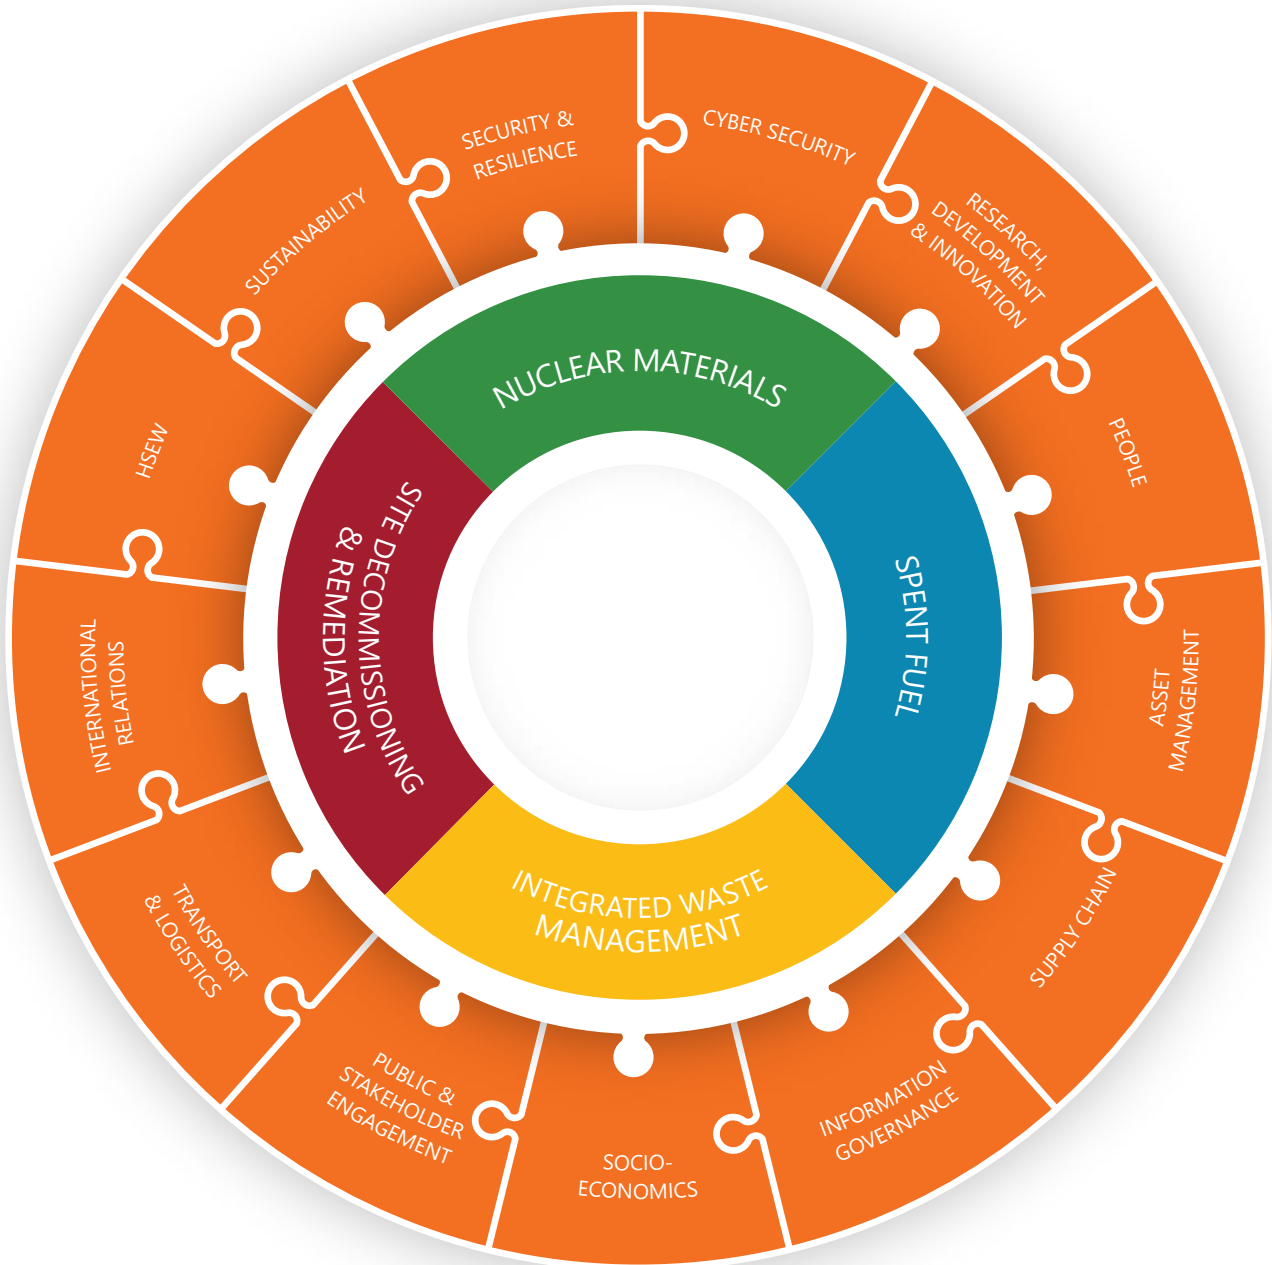 SECURITY &
RESILIENCE
CYBER SECURITY
RESEARCH,
DEVELOPMENT
& INNOVATION
PEOPLE
ASSET
MANAGEMENT
SUPPLY CHAIN
INFORMATION
GOVERNANCE
SOCIO-
ECONOMICS
PUBLIC &
STAKEHOLDER
ENGAGEMENT
TRANSPORT
& LOGISTICS
INTERNATIONAL
RELATIONS
HSEW
SUSTAINABILITY
NUCLEAR MATERIALS
SPENT FUEL
INTEGRATED WASTE
MANAGEMENT
SITE DECOMMISSIONING
& REMEDIATION